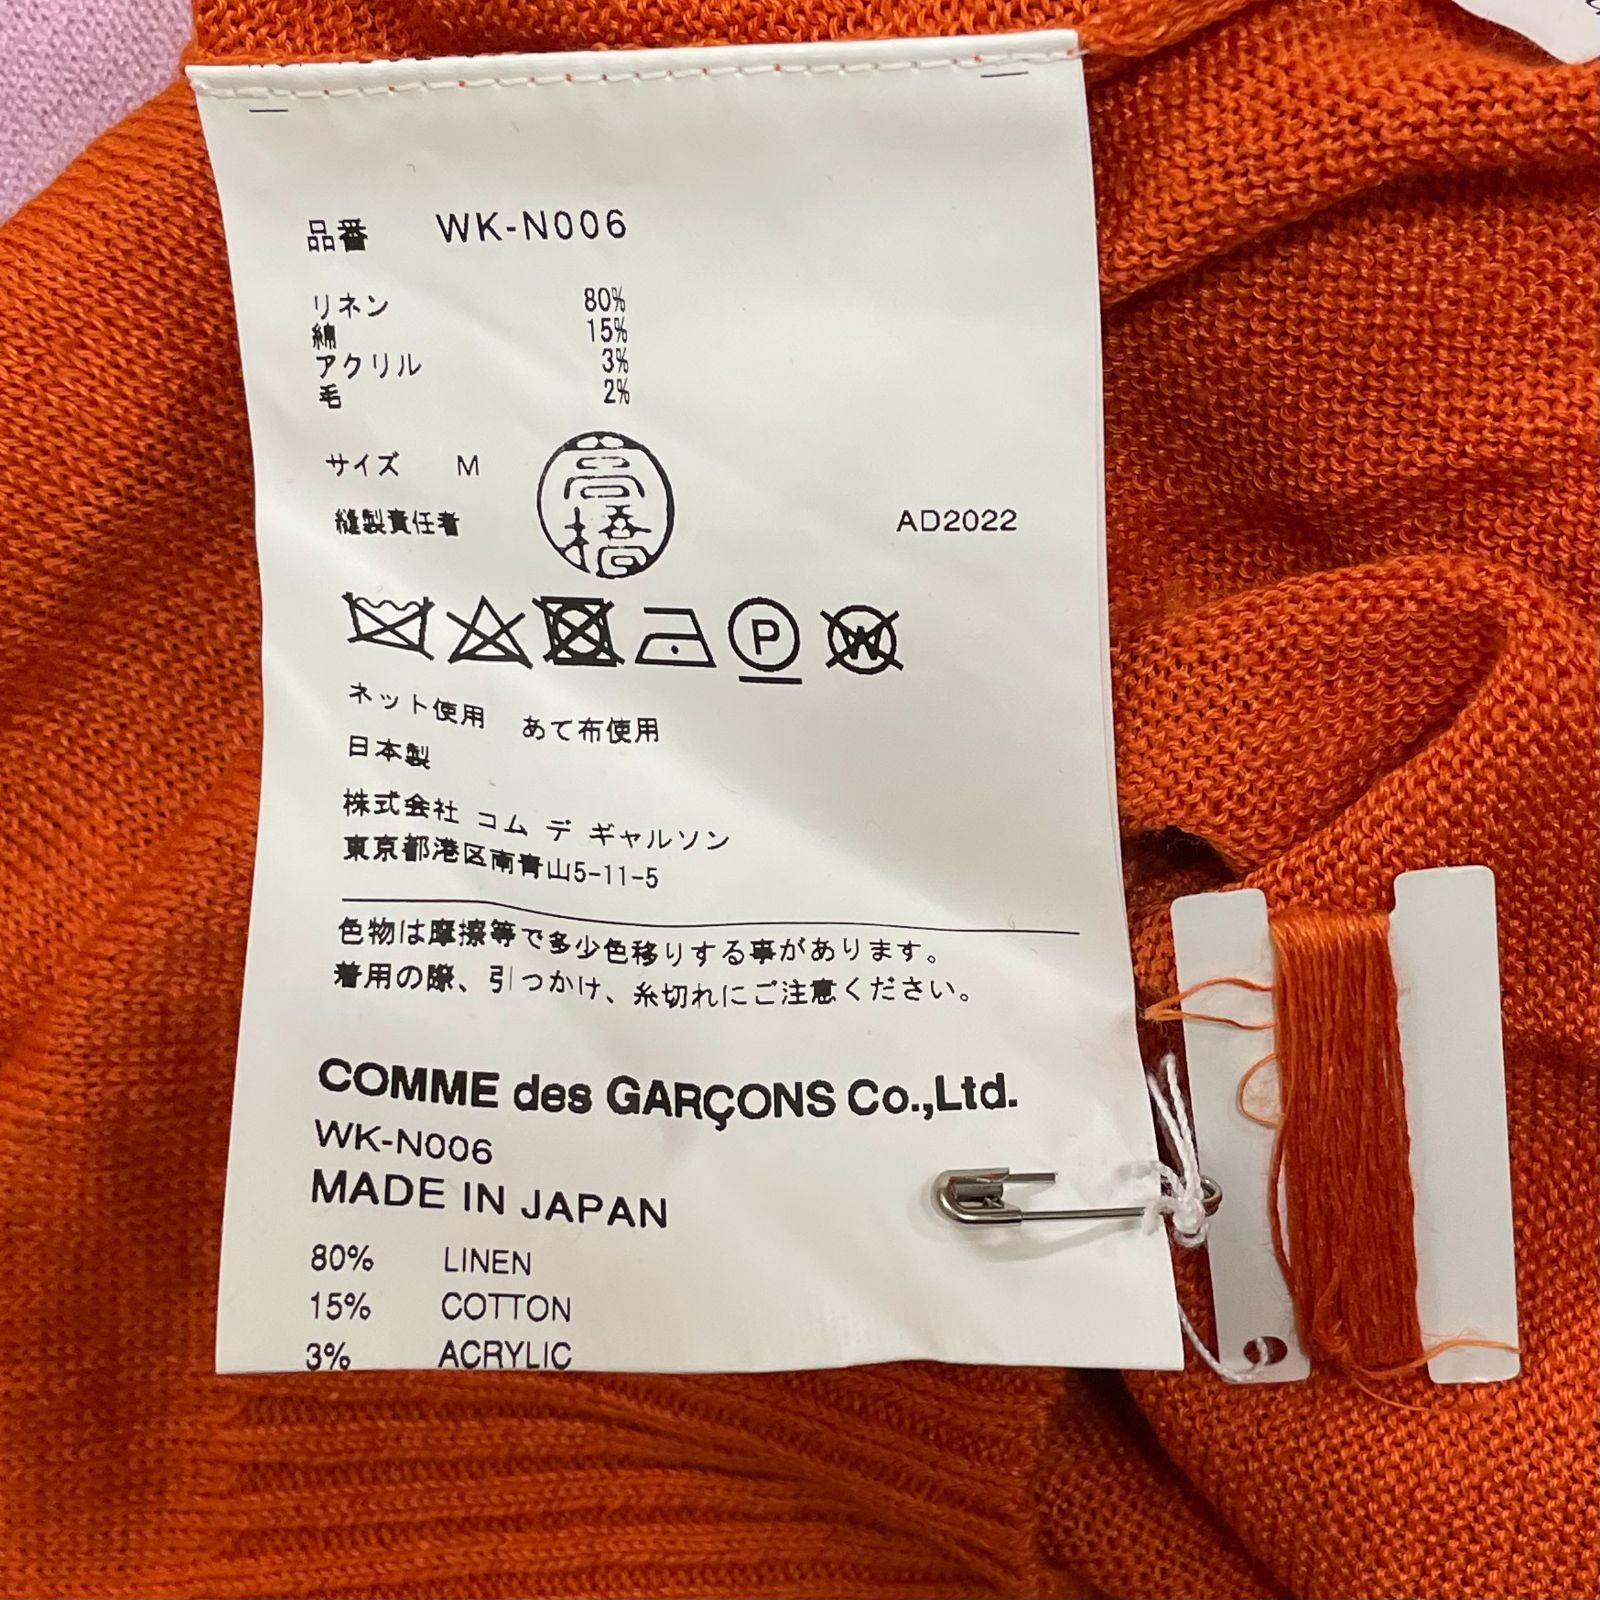 品番 WK-N006
リネン 80%
綿 15%
アクリル 3%
毛 2%
サイズ M
縫製責任者 高橋 AD2022
P W
ネット使用 あて布使用
日本製
株式会社 コム デ ギャルソン
東京都港区南青山5-11-5
色物は摩擦等で多少色移りする事があります。
着用の際、引っかけ、糸切れにご注意ください。
COMME des GARÇONS Co.,Ltd.
WK-N006
MADE IN JAPAN
80% LINEN
15% COTTON
3% ACRYLIC